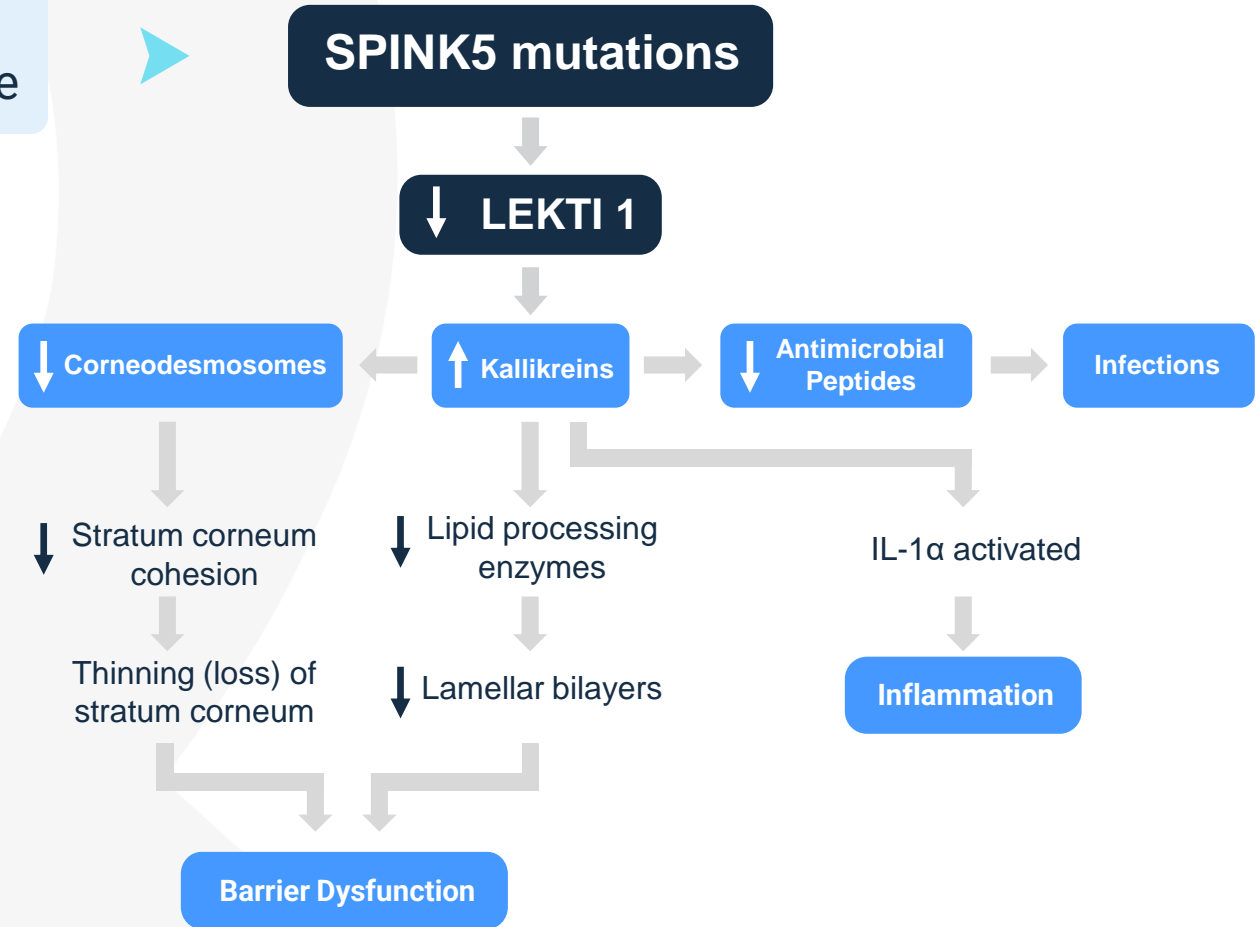 e
SPINK5 mutations
↓ LEKTI 1
↓ Corneodesmosomes
↑ Kallikreins
↓ Antimicrobial
Peptides
Infections
↓ Stratum corneum
cohesion
↓ Lipid processing
enzymes
IL-1α activated
Thinning (loss) of
stratum corneum
↓ Lamellar bilayers
Inflammation
Barrier Dysfunction